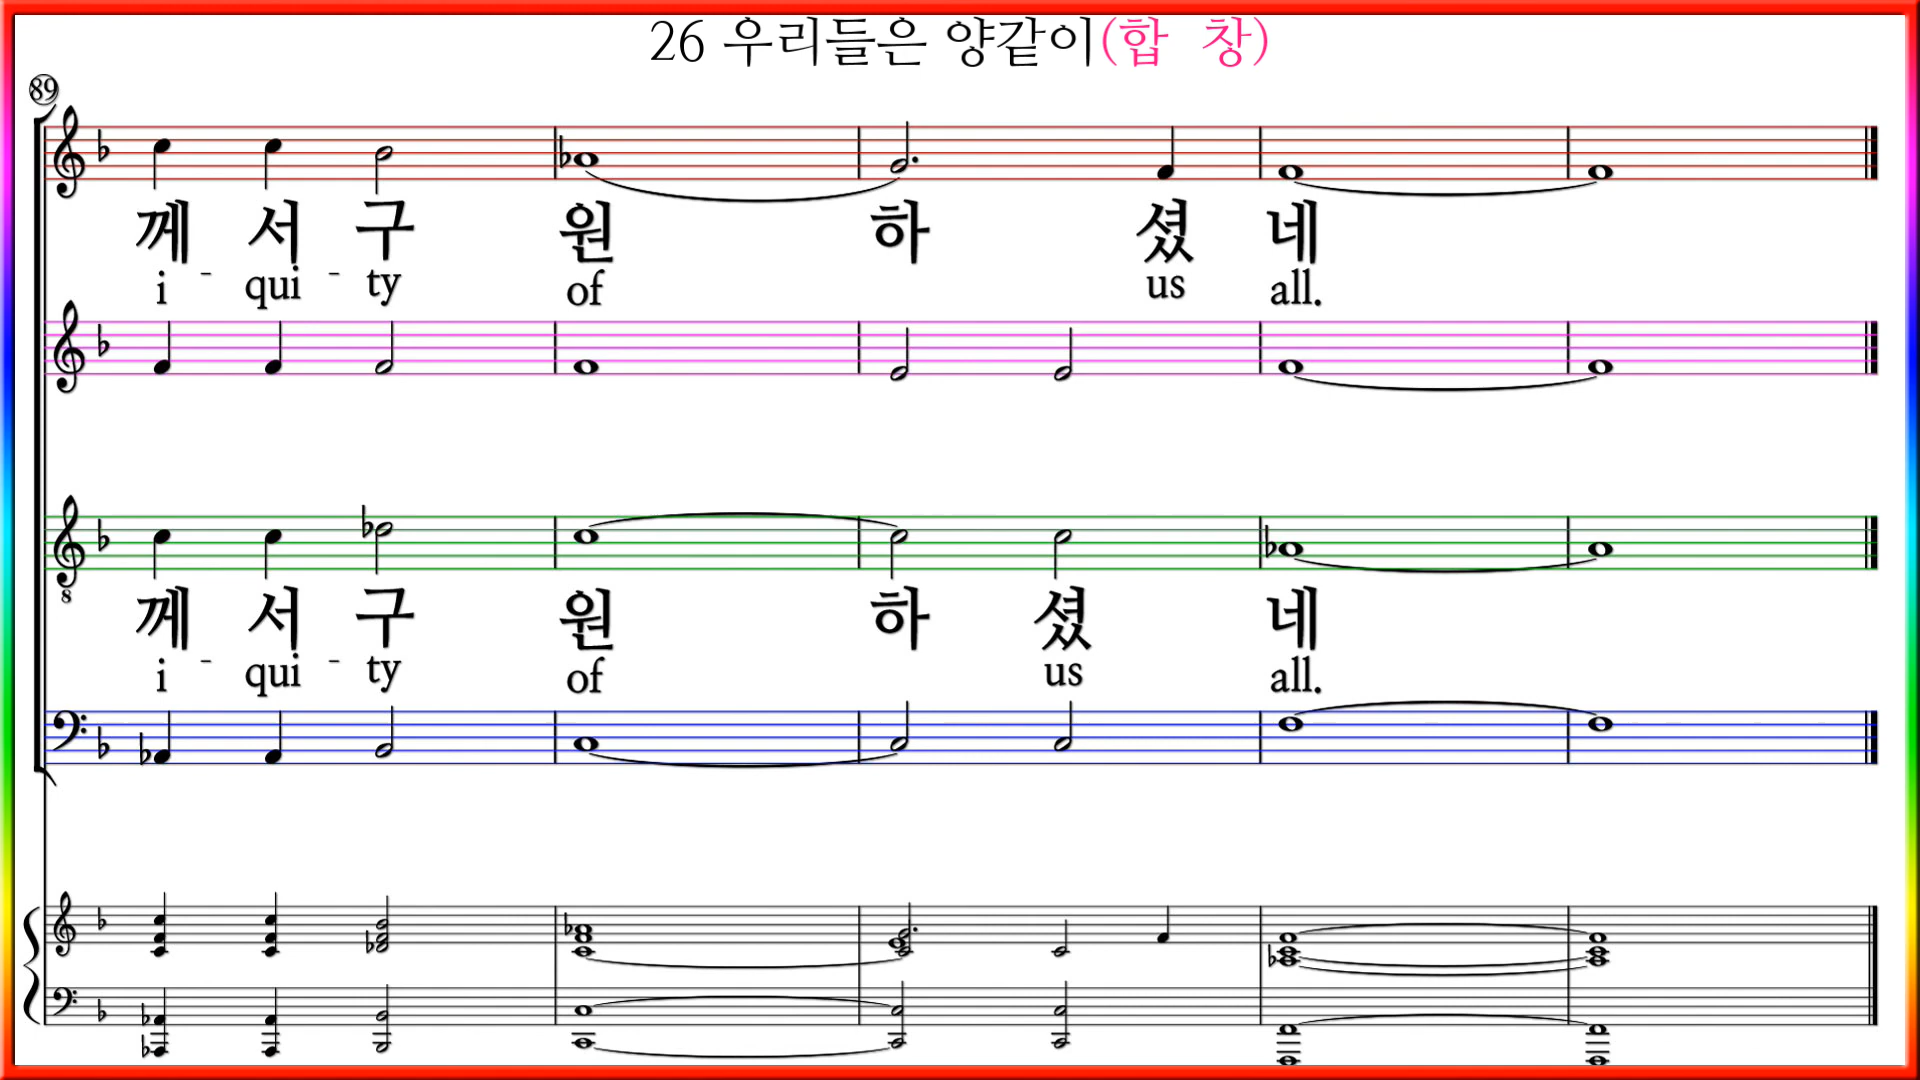 26 우리들은 양같이(합 창)
89
께 서 구 원 하 셨 네
i - qui - ty of us all.
8
께 서 구 원 하 셨 네
i - qui - ty of us all.